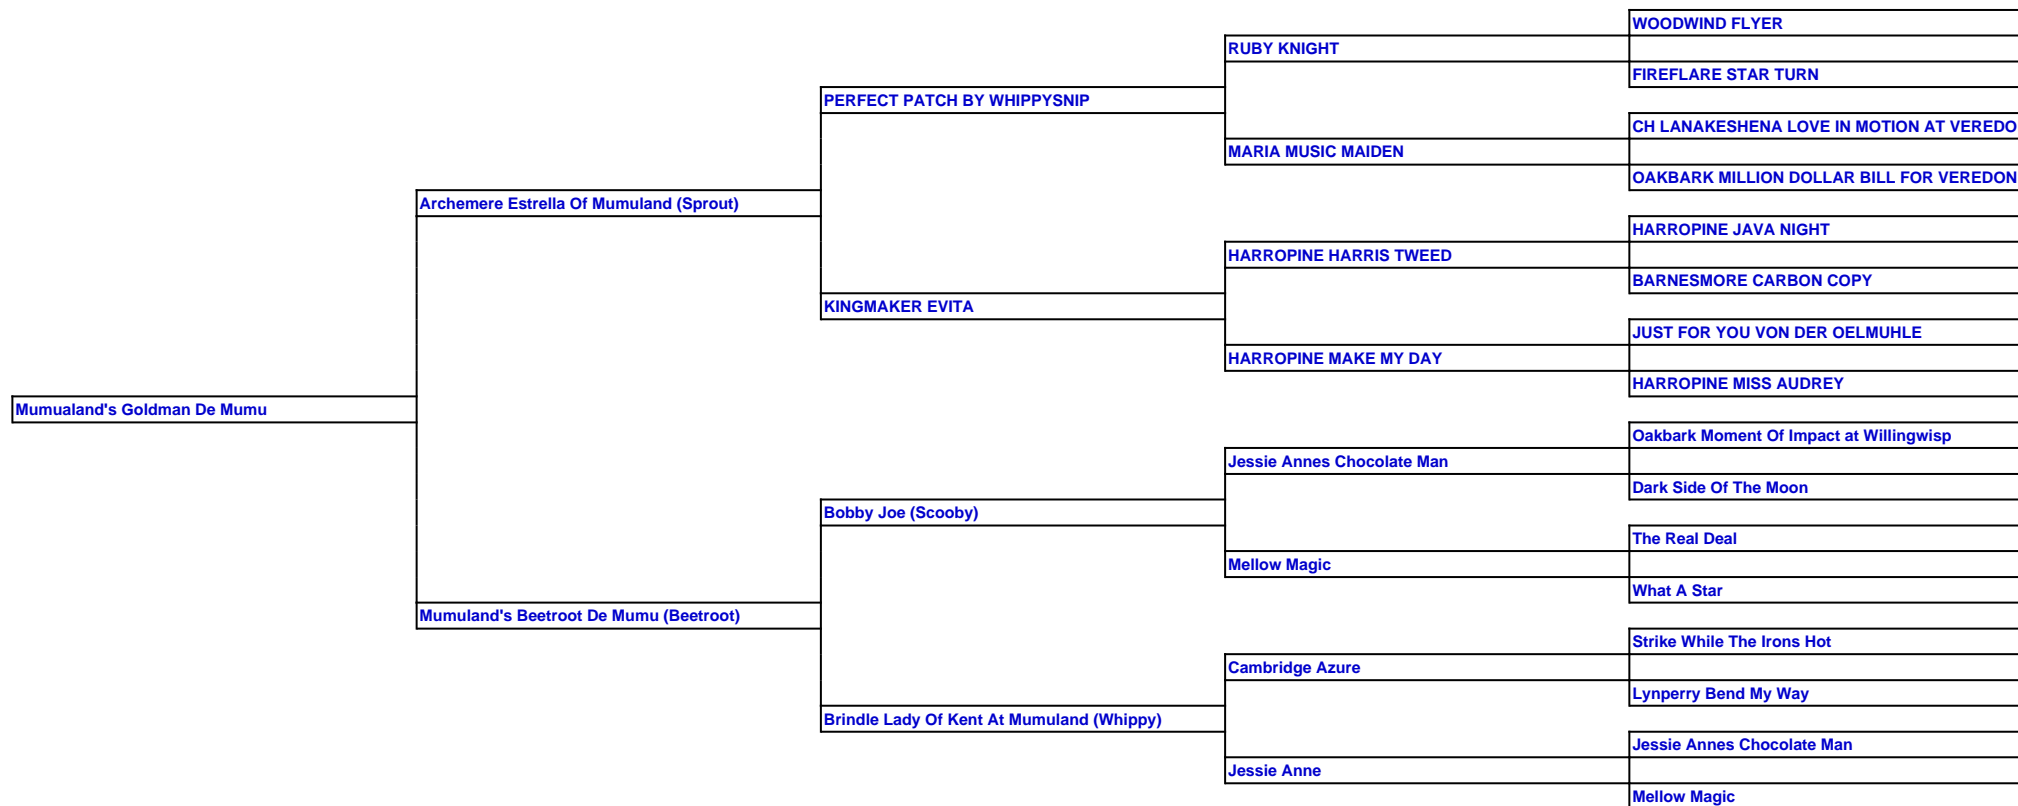 WOODWIND FLYER
RUBY KNIGHT
FIREFLARE STAR TURN
PERFECT PATCH BY WHIPPYSNIP
CH LANAKESHENA LOVE IN MOTION AT VEREDO
MARIA MUSIC MAIDEN
OAKBARK MILLION DOLLAR BILL FOR VEREDON
Archemere Estrella Of Mumuland (Sprout)
HARROPINE JAVA NIGHT
HARROPINE HARRIS TWEED
BARNESMORE CARBON COPY
KINGMAKER EVITA
JUST FOR YOU VON DER OELMUHLE
HARROPINE MAKE MY DAY
HARROPINE MISS AUDREY
Mumualand's Goldman De Mumu
Oakbark Moment Of Impact at Willingwisp
Jessie Annes Chocolate Man
Dark Side Of The Moon
Bobby Joe (Scooby)
The Real Deal
Mellow Magic
What A Star
Mumuland's Beetroot De Mumu (Beetroot)
Strike While The Irons Hot
Cambridge Azure
Lynperry Bend My Way
Brindle Lady Of Kent At Mumuland (Whippy)
Jessie Annes Chocolate Man
Jessie Anne
Mellow Magic